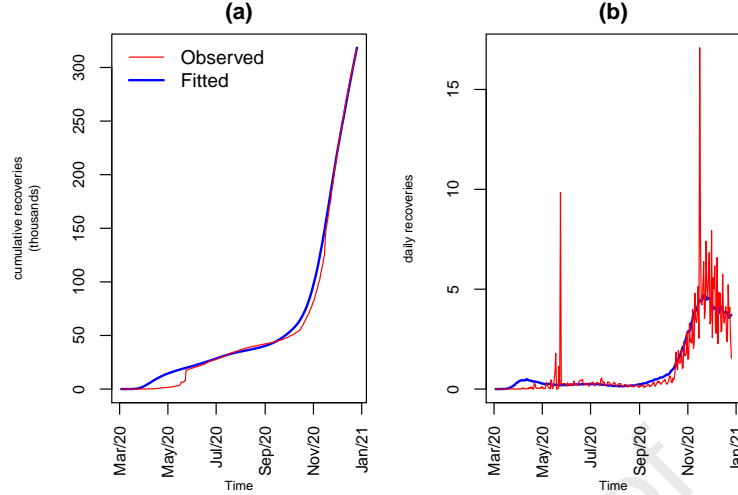 (a)
Observed
Fitted
cumulative recoveries
(thousands)
0
50
100
150
200
250
300
Mar/20
May/20
Jul/20
Sep/20
Nov/20
Jan/21
Time
(b)
daily recoveries
0
5
10
15
Mar/20
May/20
Jul/20
Sep/20
Nov/20
Jan/21
Time